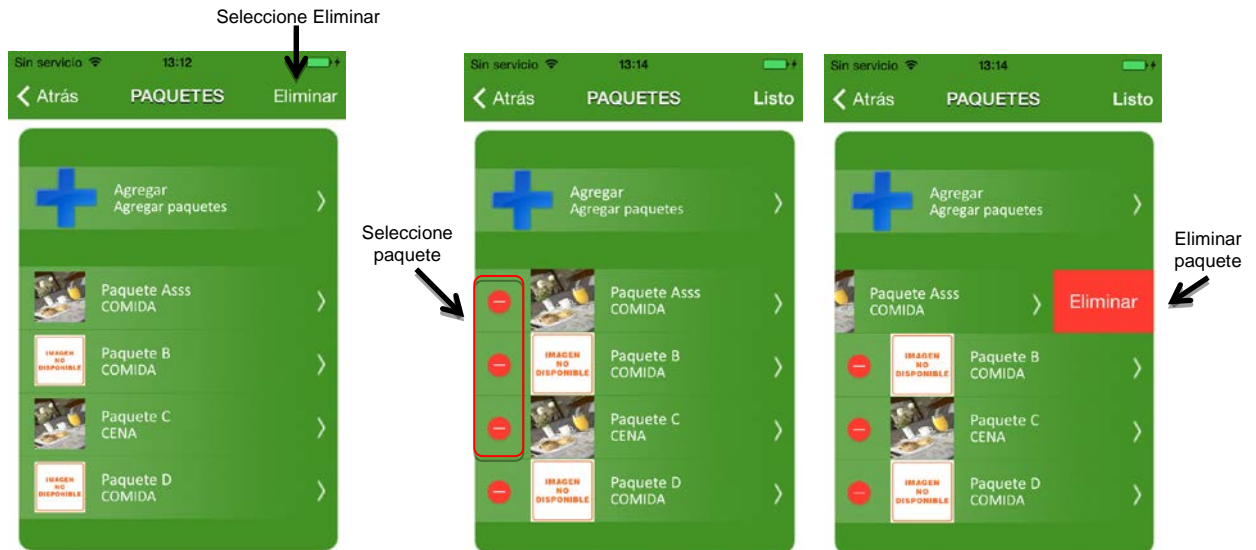 Seleccione Eliminar
Sin servicio 13:12
Atrás PAQUETES Eliminar
Agregar
Agregar paquetes
Paquete Asss
COMIDA
IMAGEN
NO
DISPONIBLE
Paquete B
COMIDA
Paquete C
CENA
IMAGEN
NO
DISPONIBLE
Paquete D
COMIDA
Seleccione
paquete
Sin servicio 13:14
Atrás PAQUETES Listo
Agregar
Agregar paquetes
Paquete Asss
COMIDA
IMAGEN
NO
DISPONIBLE
Paquete B
COMIDA
Paquete C
CENA
IMAGEN
NO
DISPONIBLE
Paquete D
COMIDA
Sin servicio 13:14
Atrás PAQUETES Listo
Agregar
Agregar paquetes
Paquete Asss
COMIDA
Eliminar
IMAGEN
NO
DISPONIBLE
Paquete B
COMIDA
Paquete C
CENA
IMAGEN
NO
DISPONIBLE
Paquete D
COMIDA
Eliminar
paquete